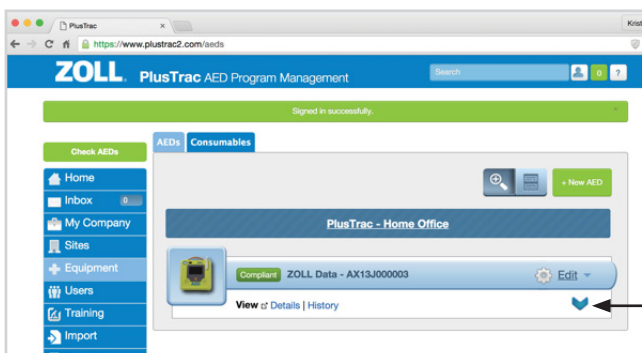 PlusTrac
Krist
https://www.plustrac2.com/aeds
ZOLL. PlusTrac AED Program Management
Search
0
?
Signed in successfully.
Check AEDs
AEDs Consumables
Home
Inbox 0
My Company
Sites
Equipment
Users
Training
Import
+ New AED
PlusTrac - Home Office
Compliant ZOLL Data - AX13J000003
Edit
View Details | History